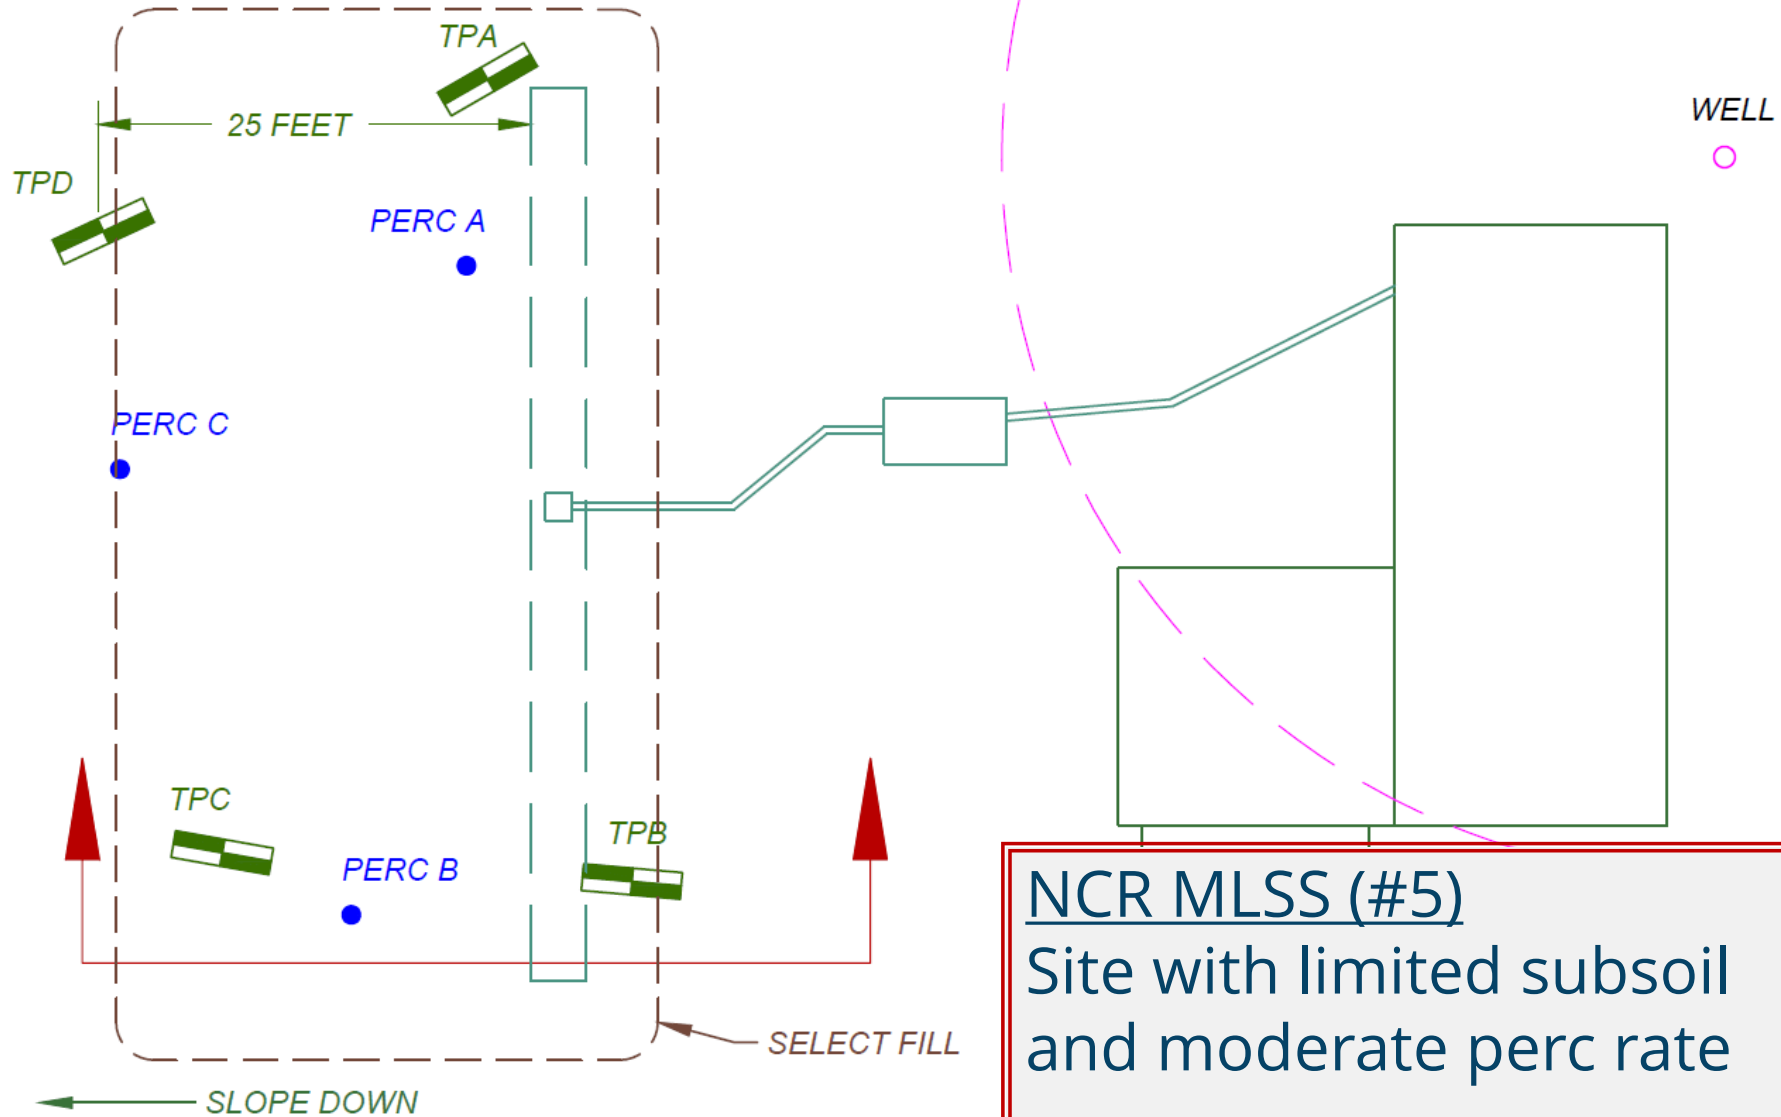 TPA
25 FEET
WELL
TPD
PERC A
PERC C
TPC
TPB
PERC B
NCR MLSS (#5)
Site with limited subsoil
and moderate perc rate
SELECT FILL
SLOPE DOWN